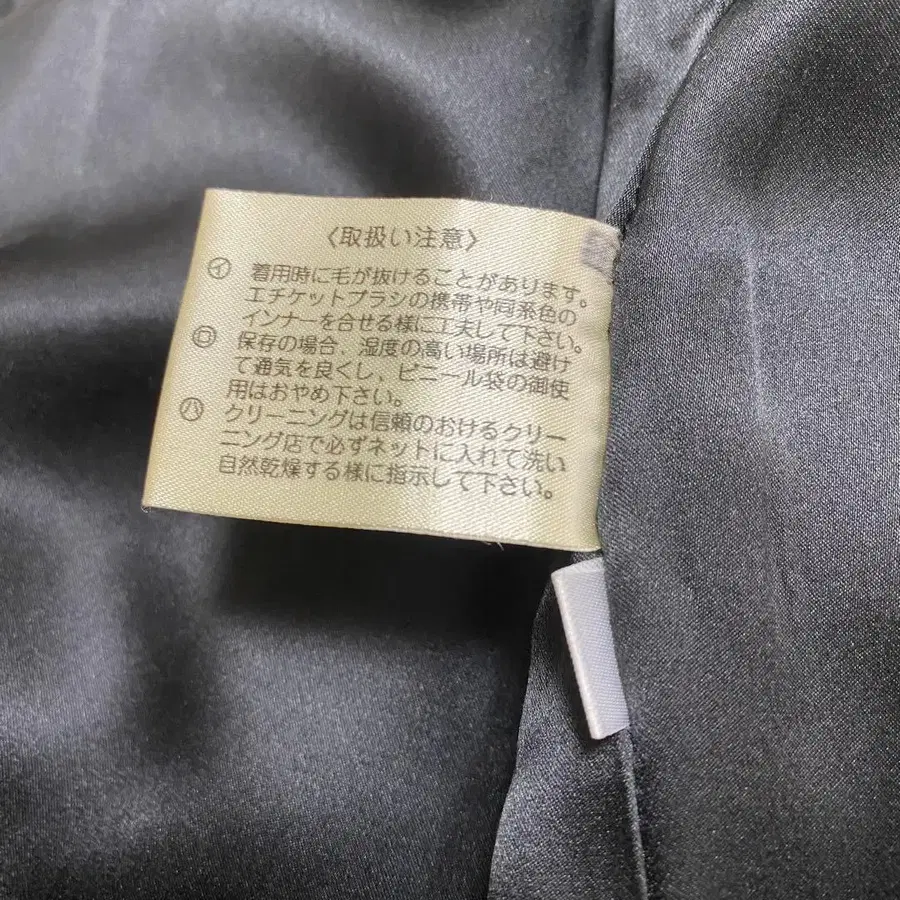 〈取扱い注意〉
㋑ 着用時に毛が抜けることがあります。
エチケットブラシの携帯や同系色の
インナーを合せる様に工夫して下さい。
㋺ 保存の場合、湿度の高い場所は避け
て通気を良くし、ビニール袋の御使
用はおやめ下さい。
㋩ クリーニングは信頼のおけるクリー
ニング店で必ずネットに入れて洗い
自然乾燥する様に指示して下さい。